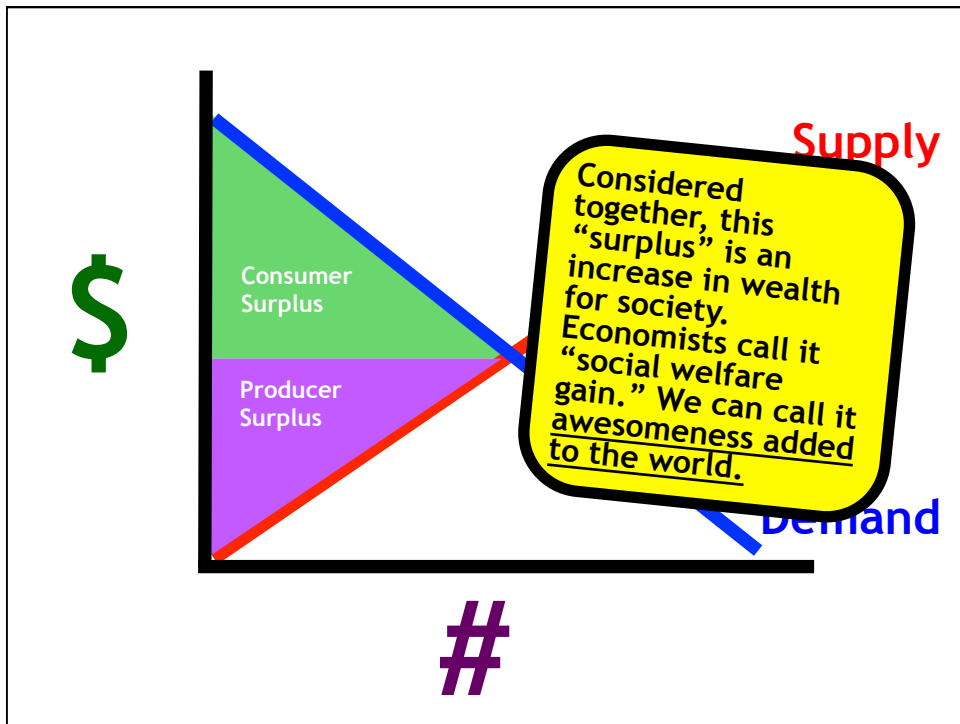 Supply
Considered
together, this
“surplus” is an
increase in wealth
for society.
Economists call it
“social welfare
gain.” We can call it
awesomeness added
to the world.
$
Consumer
Surplus
Producer
Surplus
Demand
#